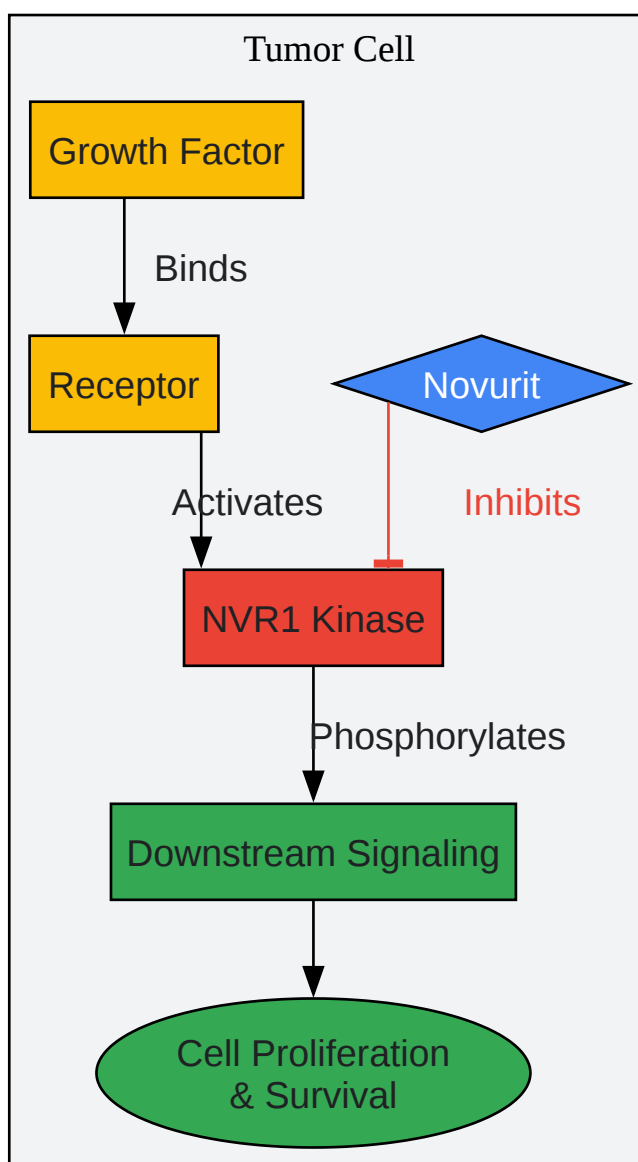 Tumor Cell
Growth Factor
Binds
Receptor
Novurit
Activates
Inhibits
NVR1 Kinase
Phosphorylates
Downstream Signaling
Cell Proliferation
& Survival